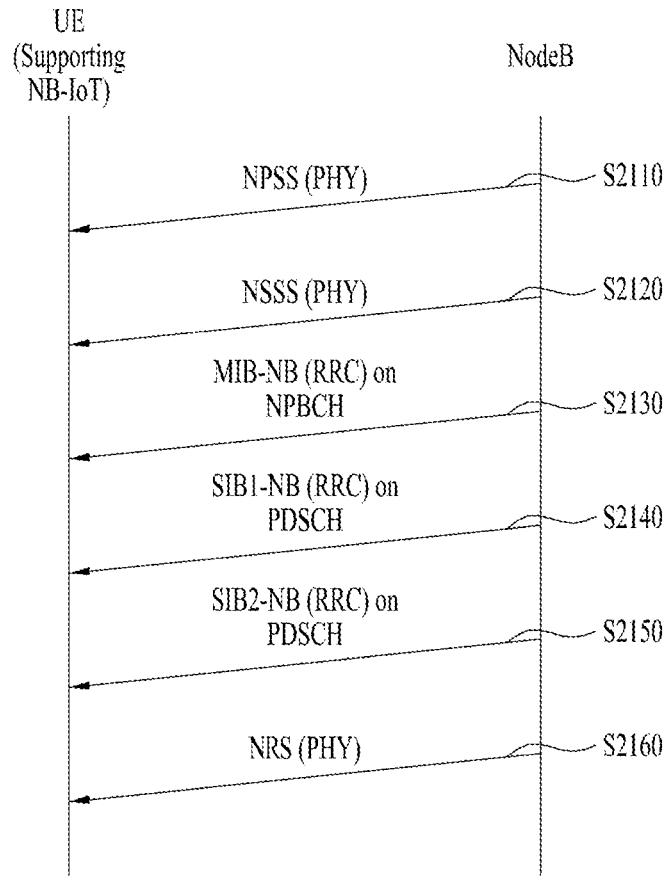 UE
(Supporting
NB-IoT)
NodeB
NPSS (PHY)
S2110
NSSS (PHY)
S2120
MIB-NB (RRC) on
NPBCH
S2130
SIB1-NB (RRC) on
PDSCH
S2140
SIB2-NB (RRC) on
PDSCH
S2150
NRS (PHY)
S2160